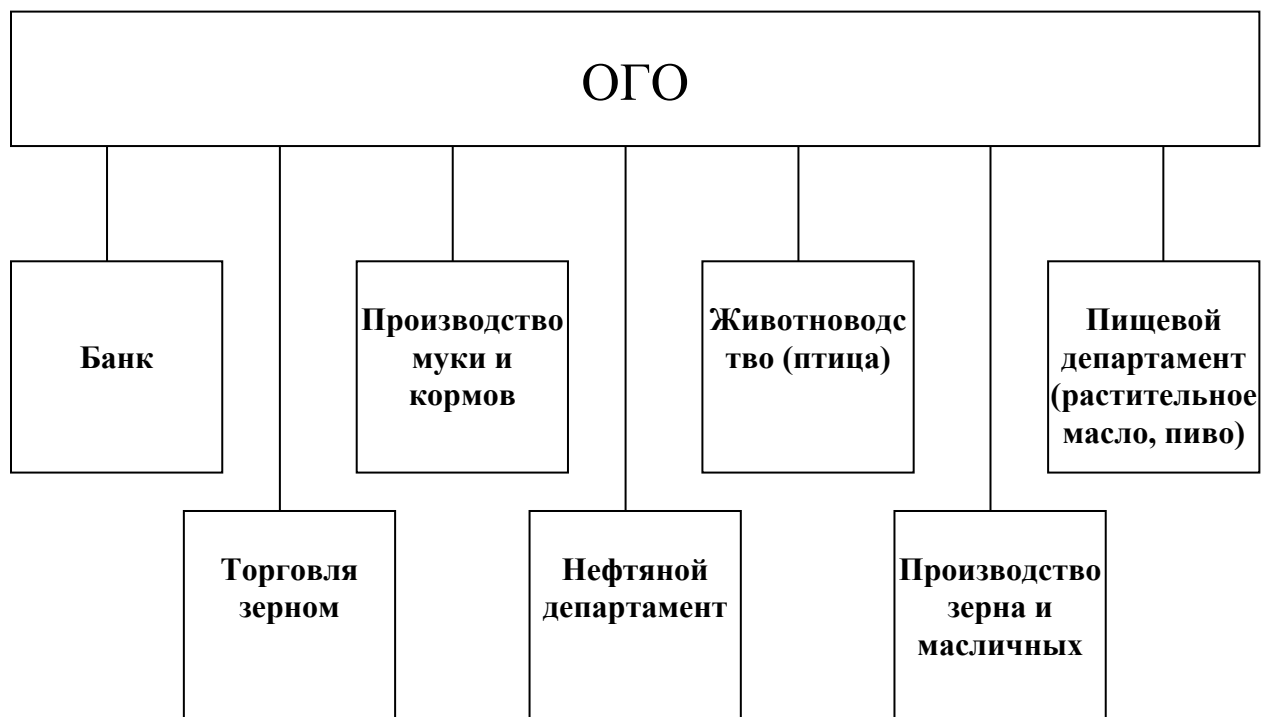 ОГО
Банк
Производство
муки и
кормов
Животноводс
тво (птица)
Пищевой
департамент
(растительное
масло, пиво)
Торговля
зерном
Нефтяной
департамент
Производство
зерна и
масличных